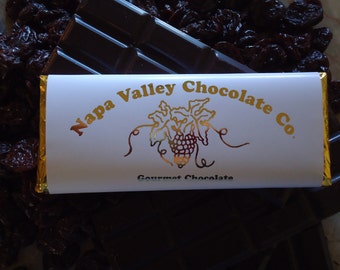 Napa Valley Chocolate Co.
Gourmet Chocolate